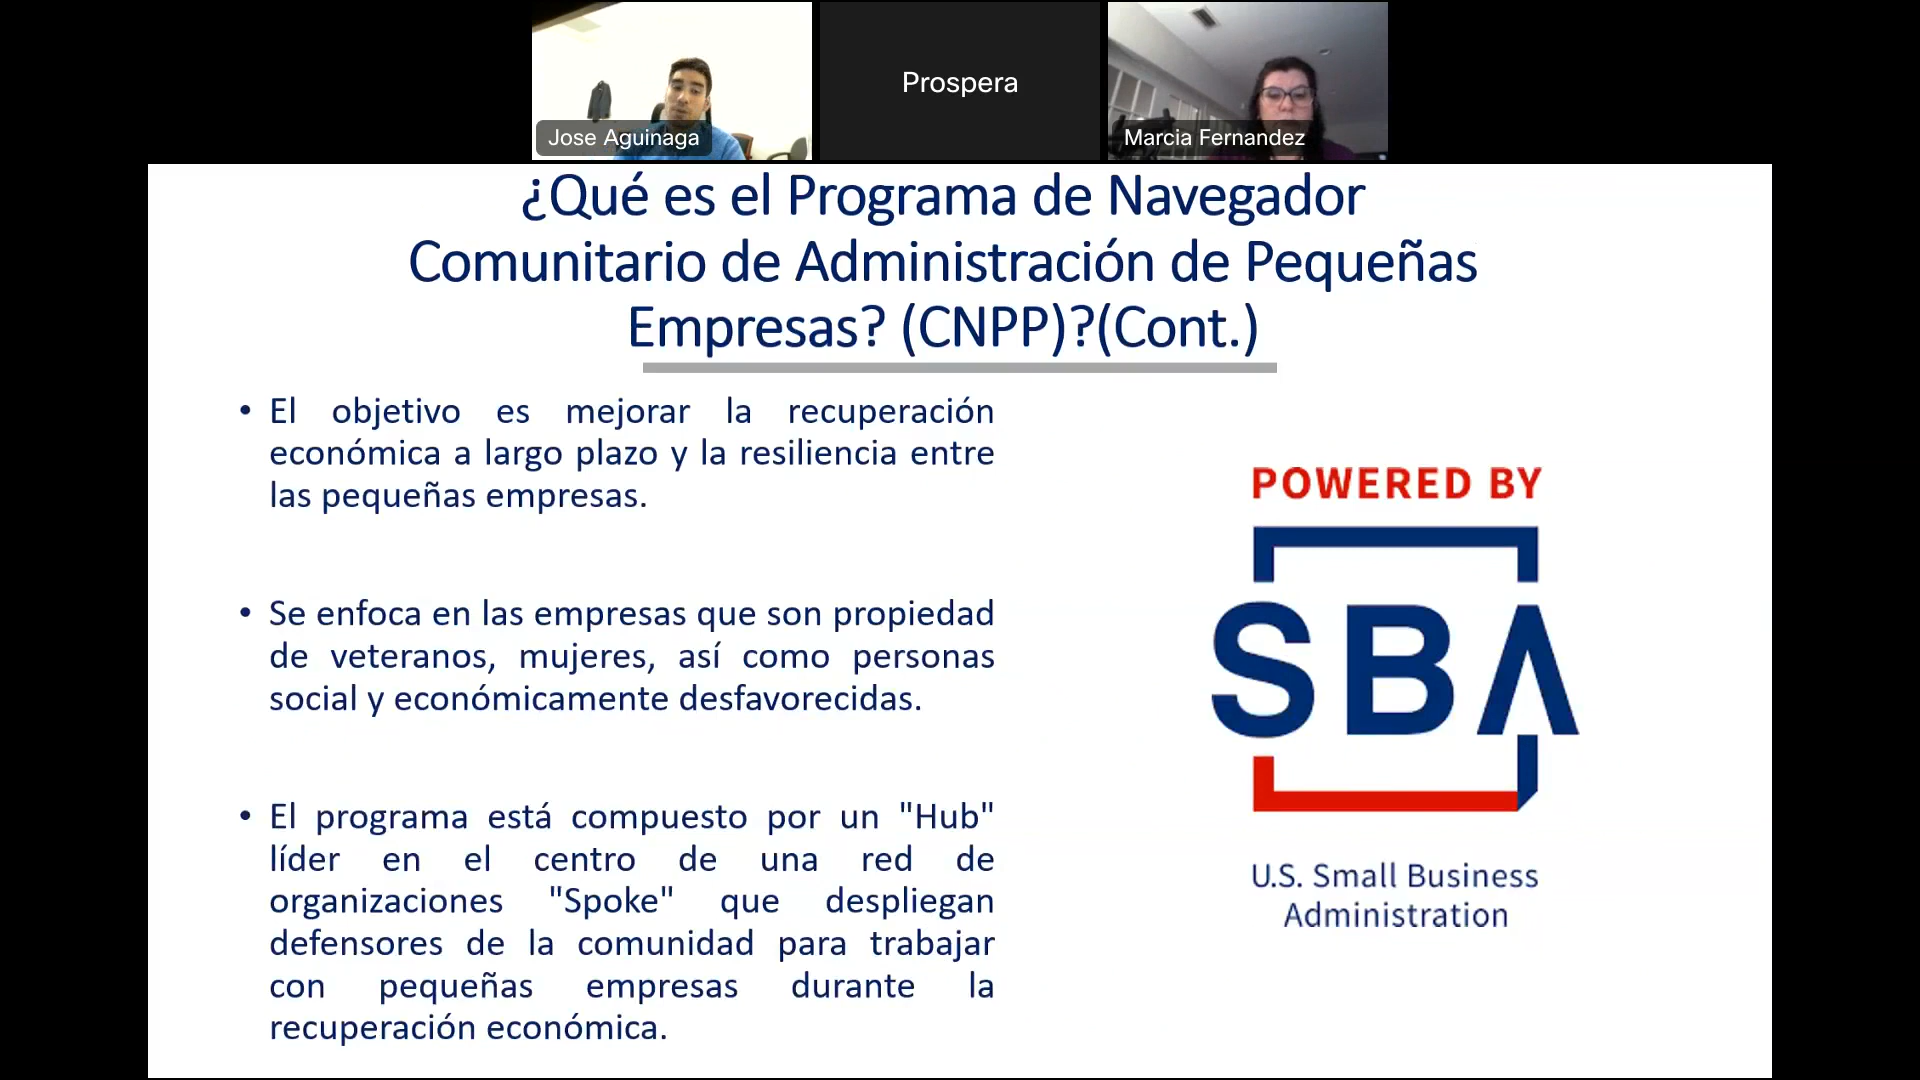 Jose Aguinaga
Prospera
Marcia Fernandez
¿Qué es el Programa de Navegador
Comunitario de Administración de Pequeñas
Empresas? (CNPP)?(Cont.)
• El objetivo es mejorar la recuperación
económica a largo plazo y la resiliencia entre
las pequeñas empresas.
• Se enfoca en las empresas que son propiedad
de veteranos, mujeres, así como personas
social y económicamente desfavorecidas.
• El programa está compuesto por un "Hub"
líder en el centro de una red de
organizaciones "Spoke" que despliegan
defensores de la comunidad para trabajar
con pequeñas empresas durante la
recuperación económica.
POWERED BY
SBA
U.S. Small Business
Administration